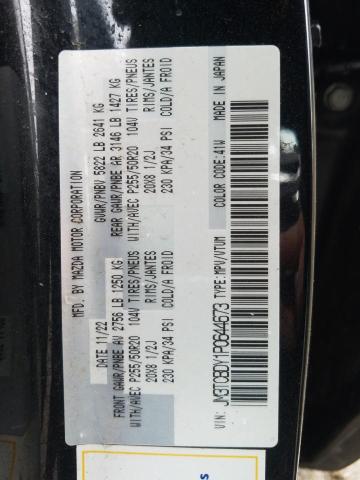 MFD. BY MAZDA MOTOR CORPORATION
DATE 11/22 GVWR/PNBV 5822 LB 2641 KG
FRONT GAWR/PNBE AV 2756 LB 1250 KG REAR GAWR/PNBE AR 3146 LB 1427 KG
WITH/AVEC P255/50R20 104V TIRES/PNEUS WITH/AVEC P255/50R20 104V TIRES/PNEUS
20X8 1/2J RIMS/JANTES 20X8 1/2J RIMS/JANTES
230 KPA/34 PSI COLD/A FROID 230 KPA/34 PSI COLD/A FROID
MADE IN JAPAN
COLOR CODE: 41W
TYPE: MPV/VTUM
VIN: JM3TCBDY1P0644673